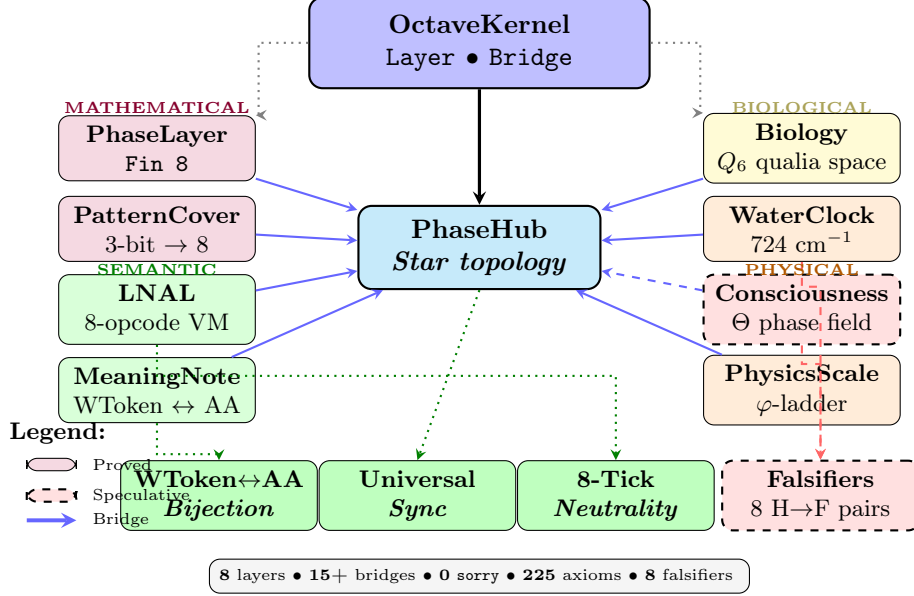 OctaveKernel
Layer • Bridge
MATHEMATICAL
PhaseLayer
Fin 8
PatternCover
3-bit → 8
SEMANTIC
LNAL
8-opcode VM
MeaningNote
WToken ↔ AA
PhaseHub
Star topology
BIOLOGICAL
Biology
Q₆ qualia space
WaterClock
724 cm⁻¹
PHYSICAL
Consciousness
Θ phase field
PhysicsScale
φ-ladder
Legend:
Proved
Speculative
Bridge
WToken↔AA
Bijection
Universal
Sync
8-Tick
Neutrality
Falsifiers
8 H→F pairs
8 layers • 15+ bridges • 0 sorry • 225 axioms • 8 falsifiers